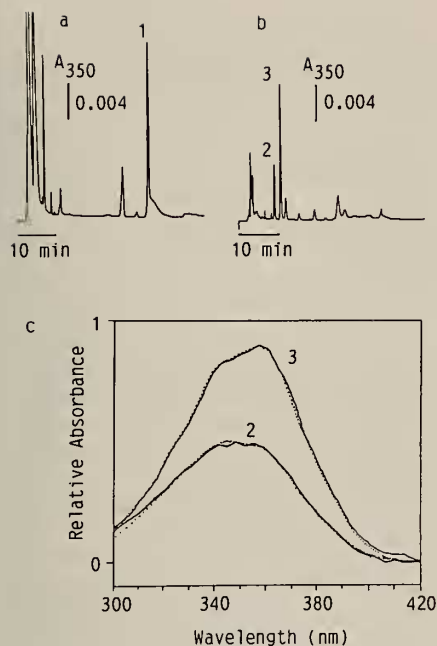 a
1
A350
0.004
10 min
b
3
2
A350
0.004
10 min
c
1
Relative Absorbance
0
3
2
300
340
380
420
Wavelength (nm)